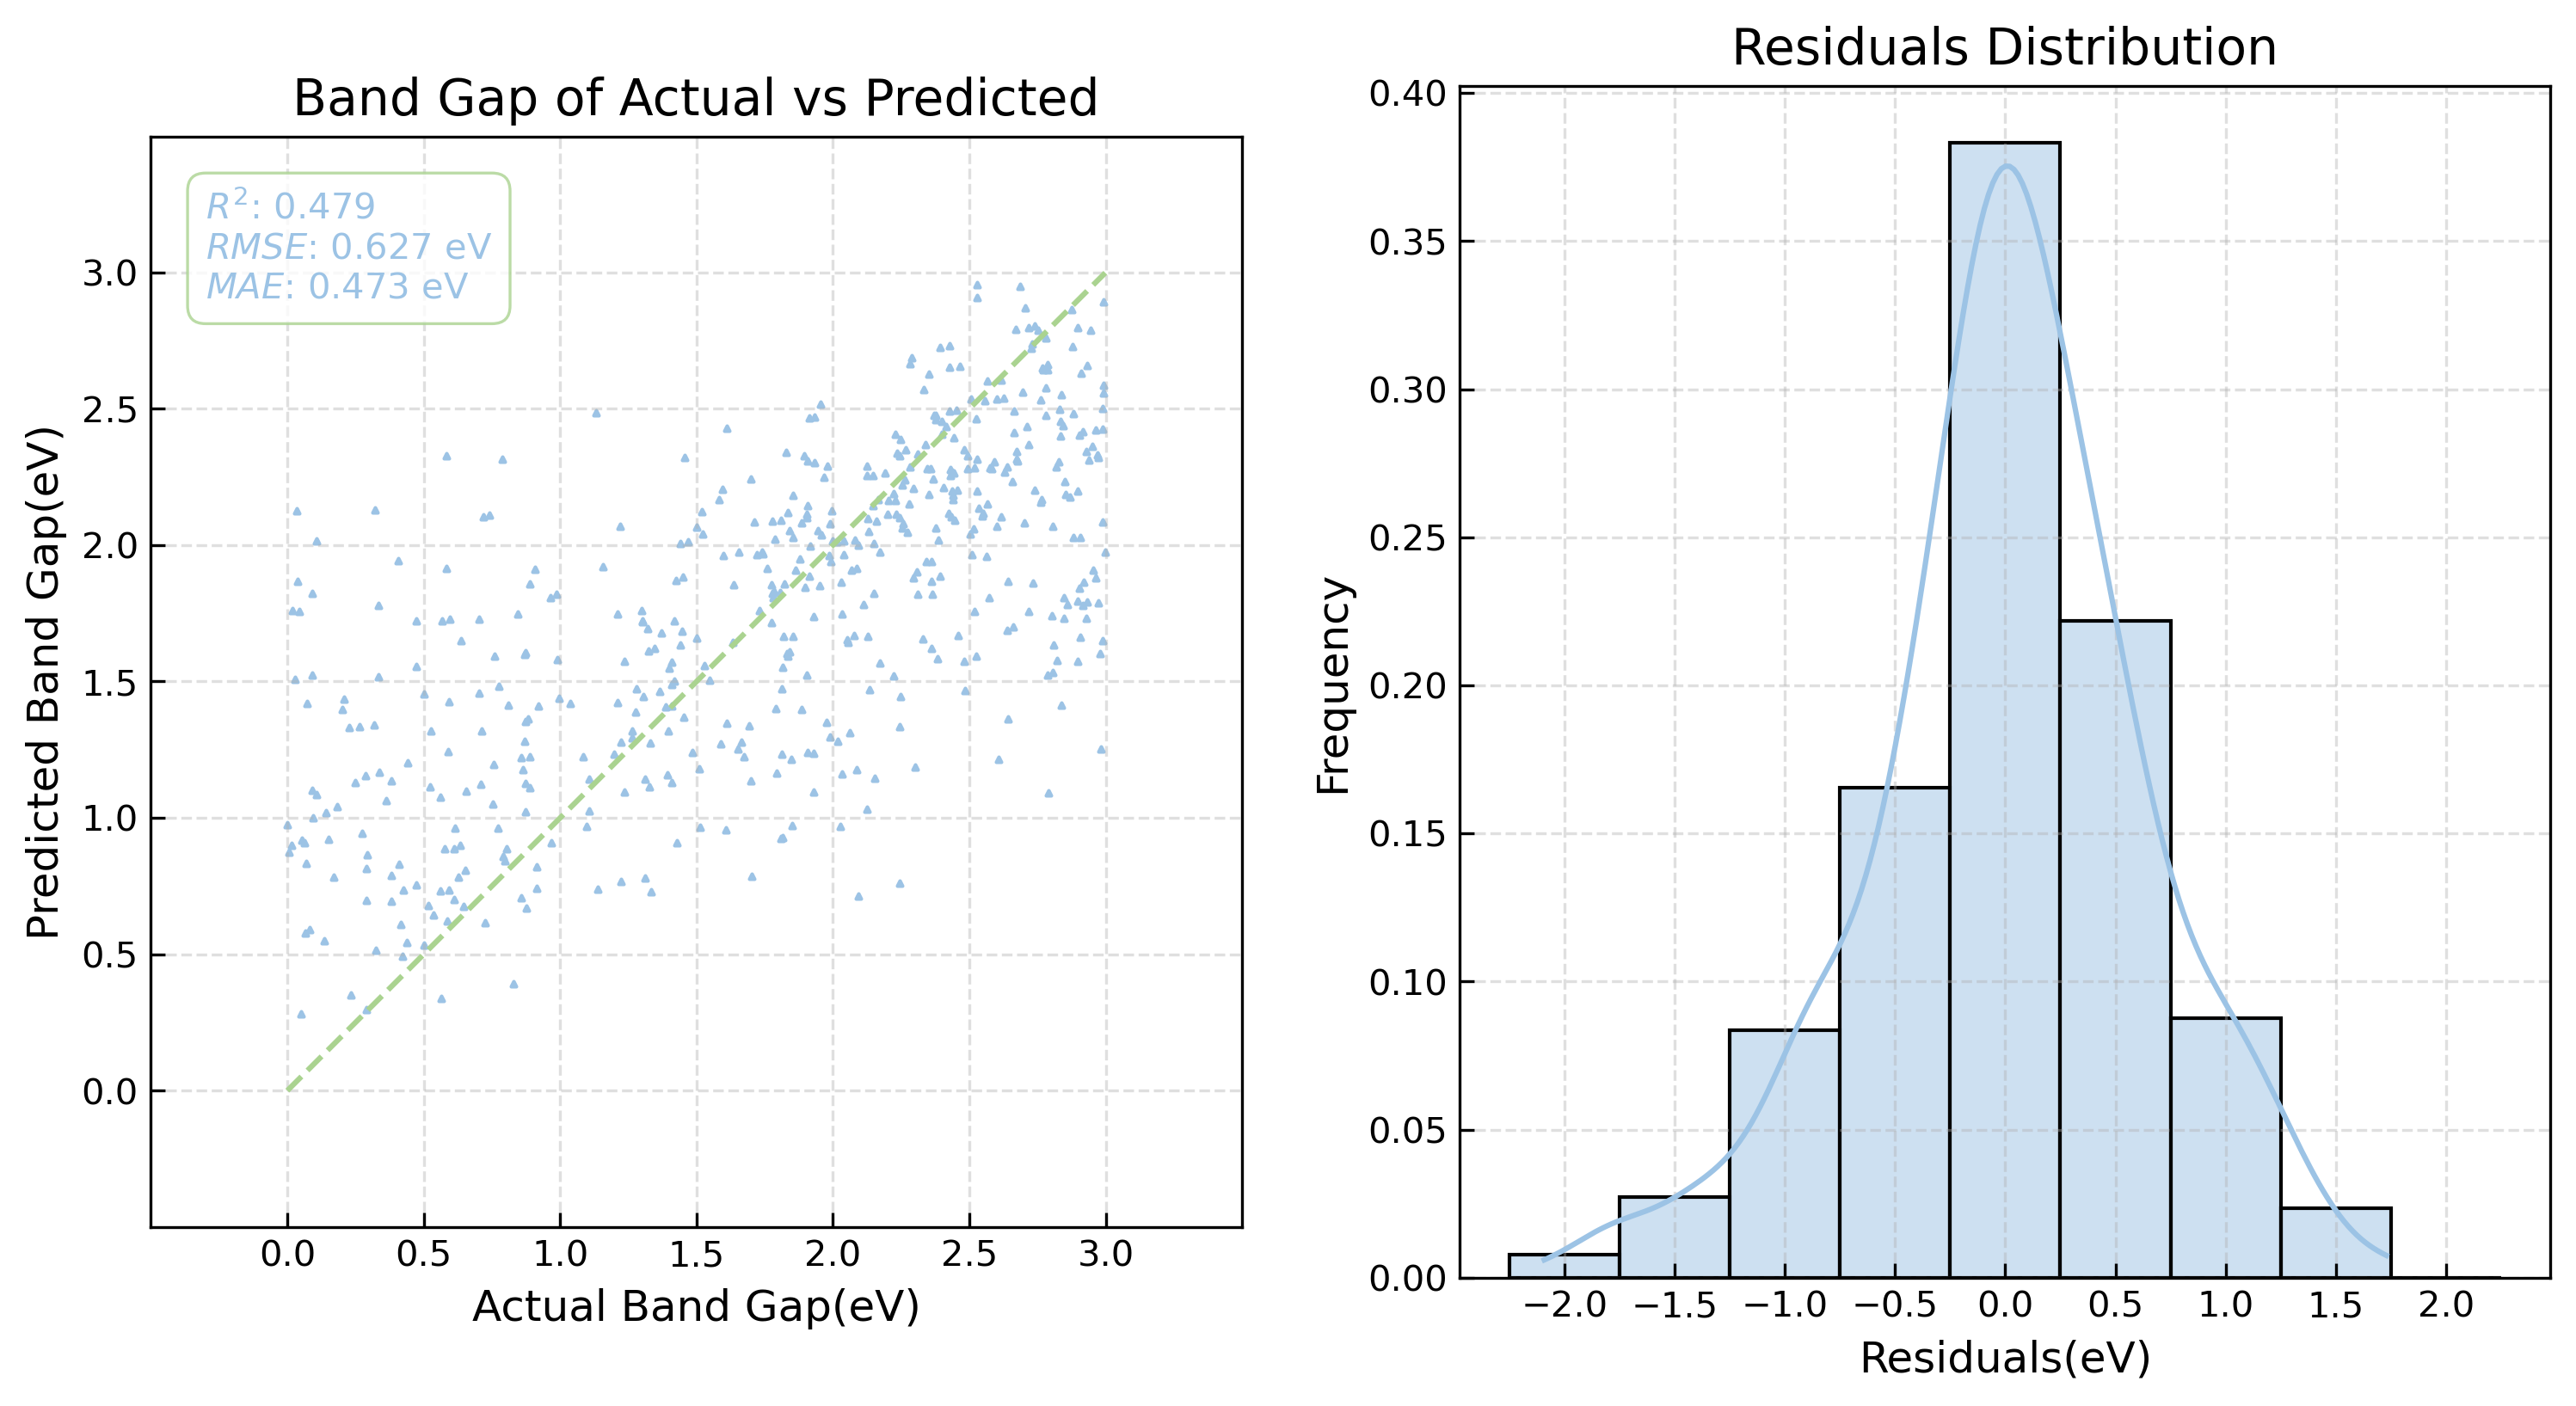 Band Gap of Actual vs Predicted
R²: 0.479
RMSE: 0.627 eV
MAE: 0.473 eV
Predicted Band Gap(eV)
3.0
2.5
2.0
1.5
1.0
0.5
0.0
0.0 0.5 1.0 1.5 2.0 2.5 3.0
Actual Band Gap(eV)
Residuals Distribution
Frequency
0.40
0.35
0.30
0.25
0.20
0.15
0.10
0.05
0.00
−2.0 −1.5 −1.0 −0.5 0.0 0.5 1.0 1.5 2.0
Residuals(eV)